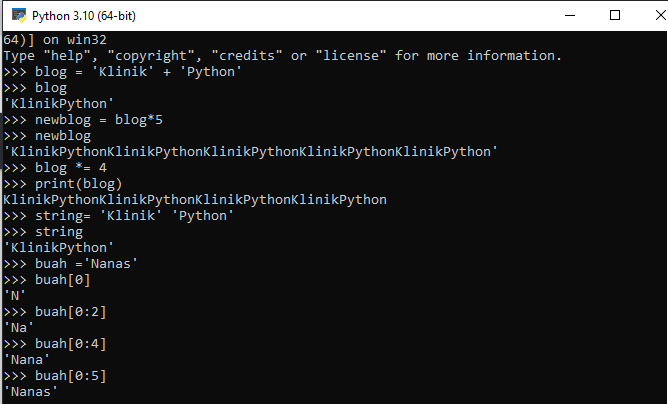 Python 3.10 (64-bit)
64)] on win32
Type "help", "copyright", "credits" or "license" for more information.
>>> blog = 'Klinik' + 'Python'
>>> blog
'KlinikPython'
>>> newblog = blog*5
>>> newblog
'KlinikPythonKlinikPythonKlinikPythonKlinikPythonKlinikPython'
>>> blog *= 4
>>> print(blog)
KlinikPythonKlinikPythonKlinikPythonKlinikPython
>>> string= 'Klinik' 'Python'
>>> string
'KlinikPython'
>>> buah ='Nanas'
>>> buah[0]
'N'
>>> buah[0:2]
'Na'
>>> buah[0:4]
'Nana'
>>> buah[0:5]
'Nanas'